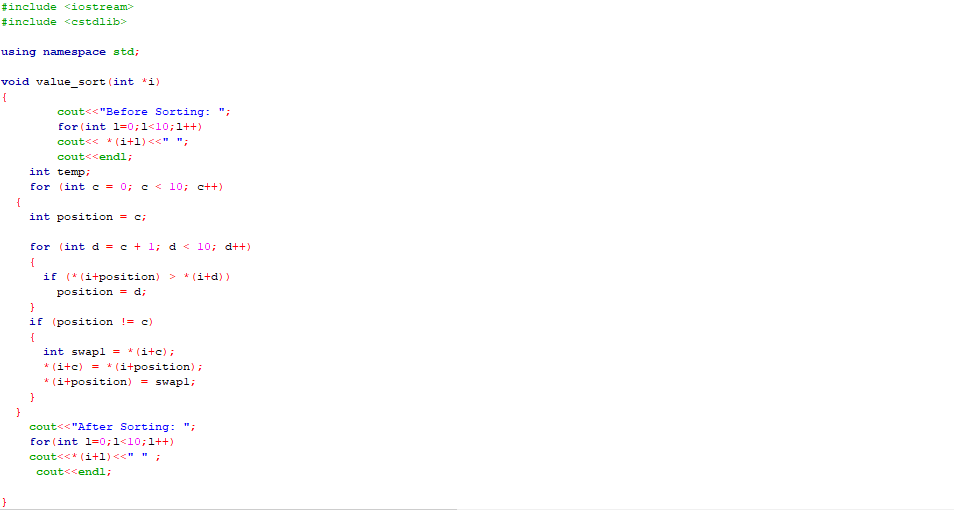 #include <iostream>
#include <cstdlib>
using namespace std;
void value_sort(int *i)
{
cout<<"Before Sorting: ";
for(int l=0;l<10;l++)
cout<< *(i+l)<<" ";
cout<<endl;
int temp;
for (int c = 0; c < 10; c++)
{
int position = c;
for (int d = c + 1; d < 10; d++)
{
if (*(i+position) > *(i+d))
position = d;
}
if (position != c)
{
int swapl = *(i+c);
*(i+c) = *(i+position);
*(i+position) = swapl;
}
}
cout<<"After Sorting: ";
for(int l=0;l<10;l++)
cout<<*(i+l)<<" " ;
cout<<endl;
}